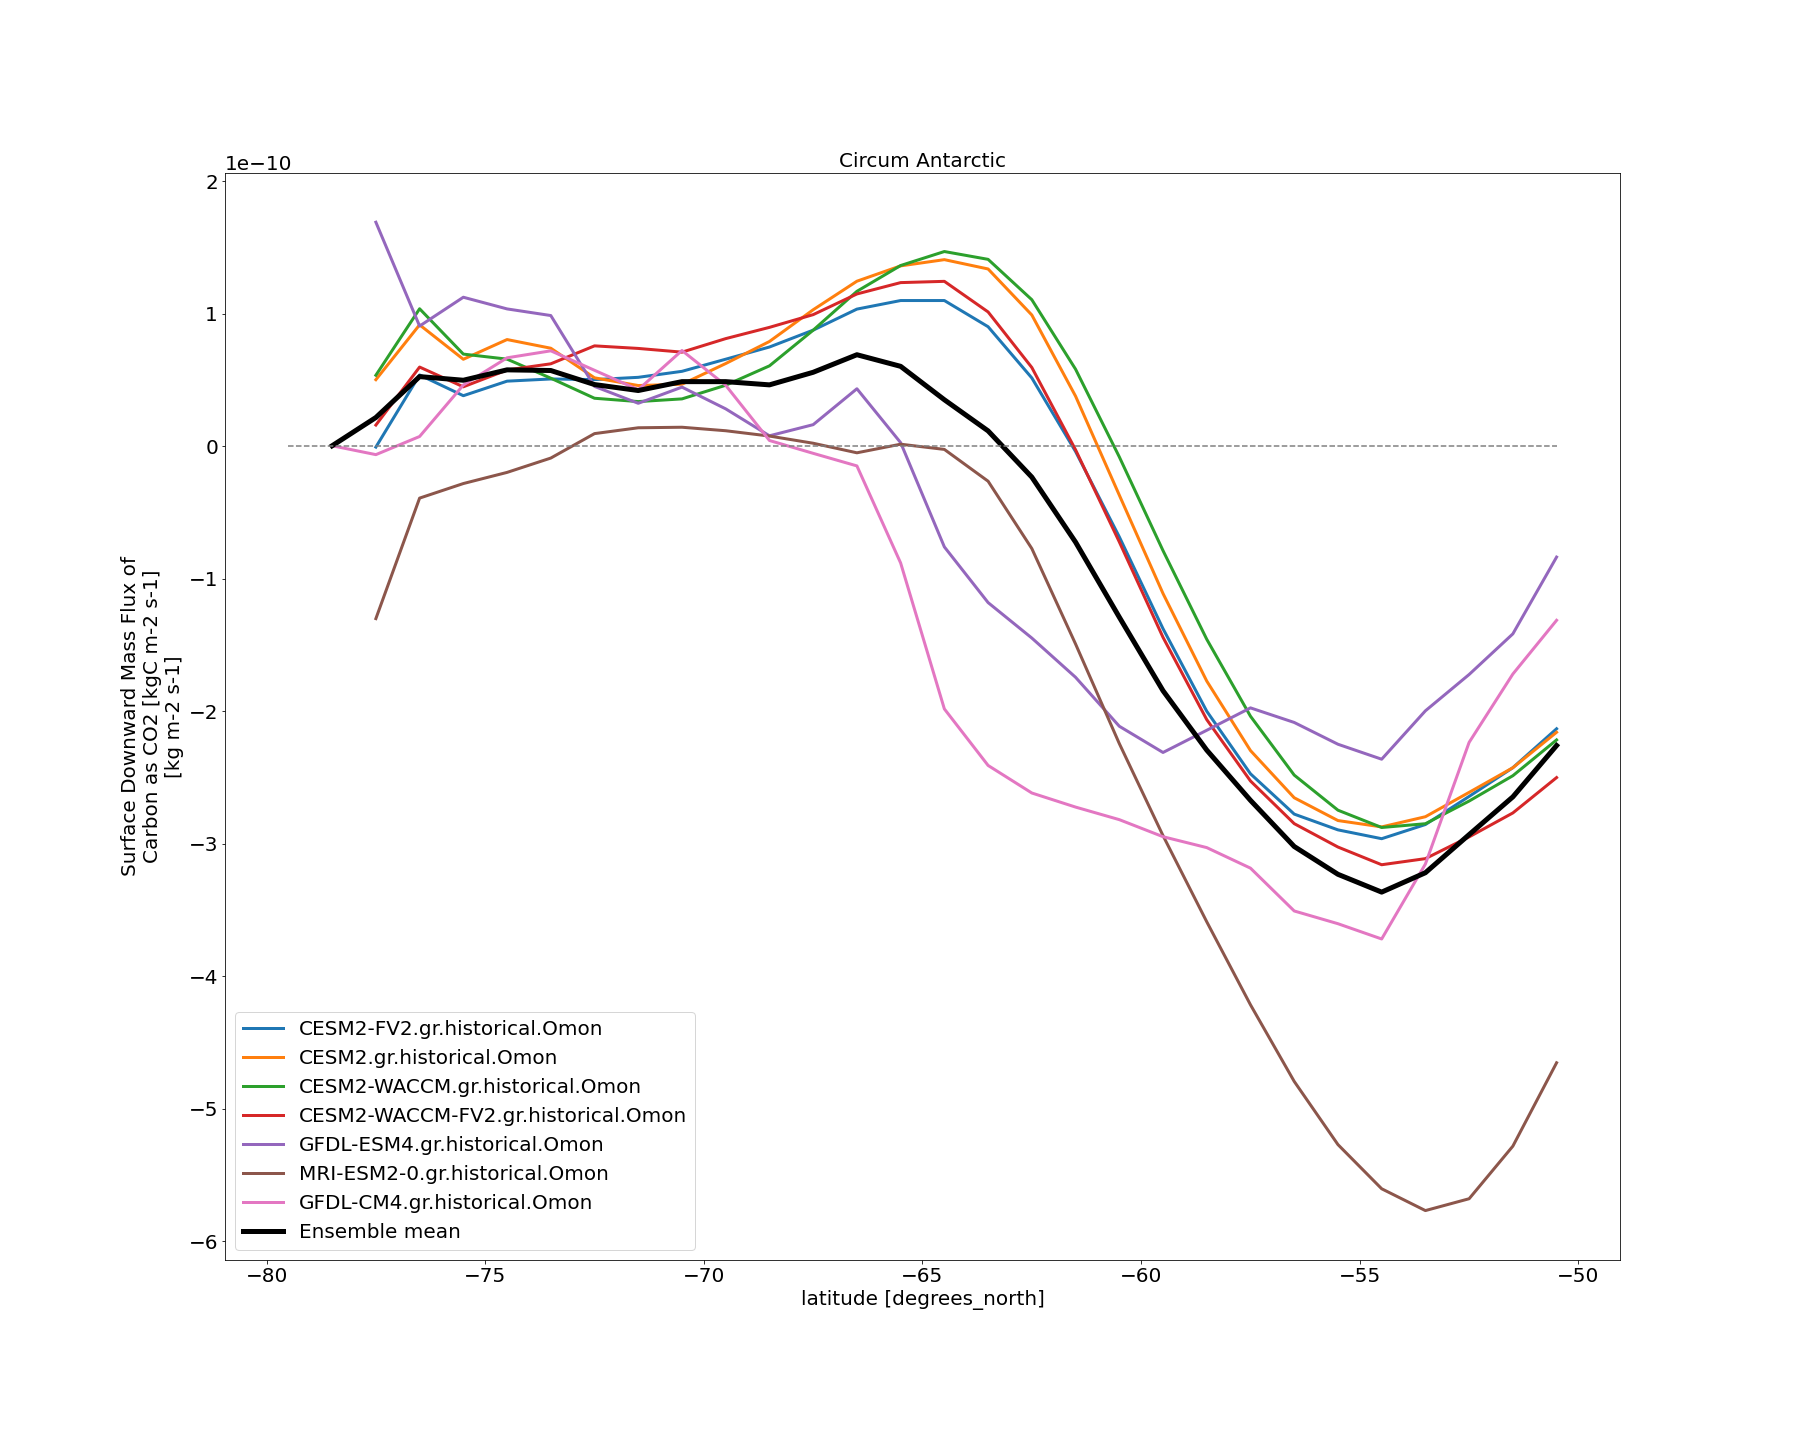 Circum Antarctic
1e−10
2
1
0
−1
−2
−3
−4
−5
−6
Surface Downward Mass Flux of
Carbon as CO2 [kgC m-2 s-1]
[kg m-2 s-1]
CESM2-FV2.gr.historical.Omon
CESM2.gr.historical.Omon
CESM2-WACCM.gr.historical.Omon
CESM2-WACCM-FV2.gr.historical.Omon
GFDL-ESM4.gr.historical.Omon
MRI-ESM2-0.gr.historical.Omon
GFDL-CM4.gr.historical.Omon
Ensemble mean
−80 −75 −70 −65 −60 −55 −50
latitude [degrees_north]